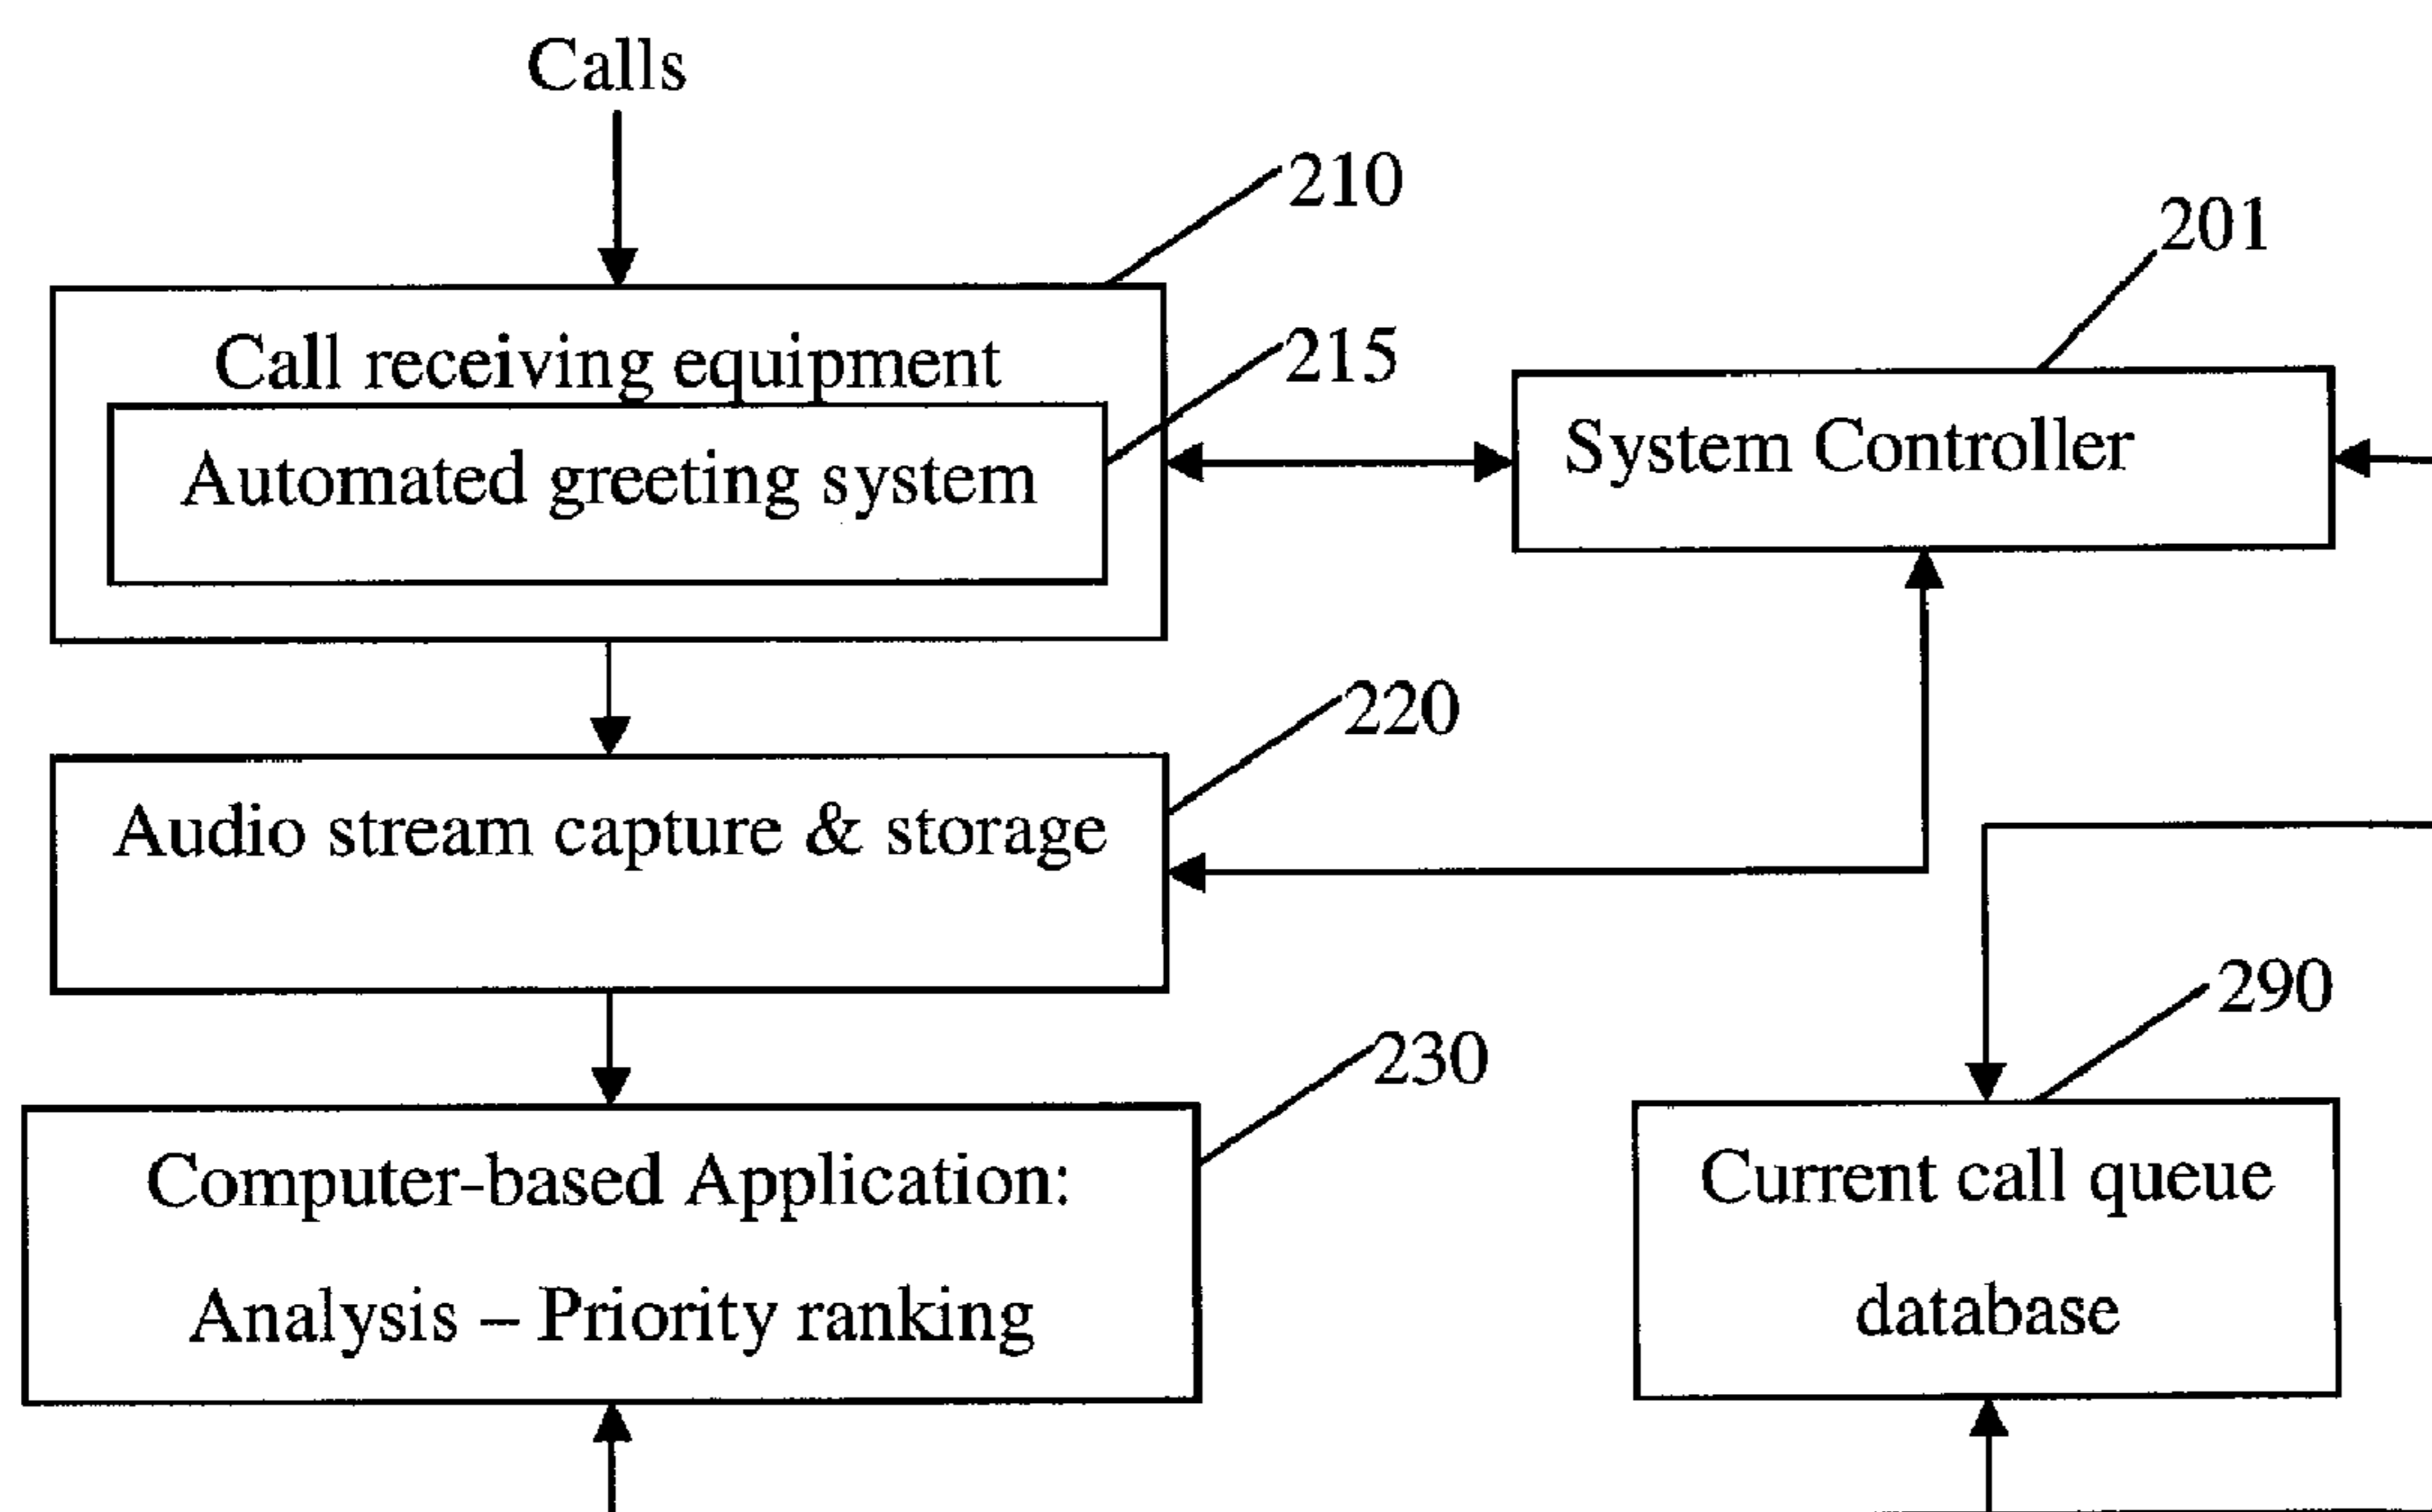 Calls
210
201
Call receiving equipment
215
Automated greeting system
System Controller
220
Audio stream capture & storage
290
230
Computer-based Application:
Analysis – Priority ranking
Current call queue
database